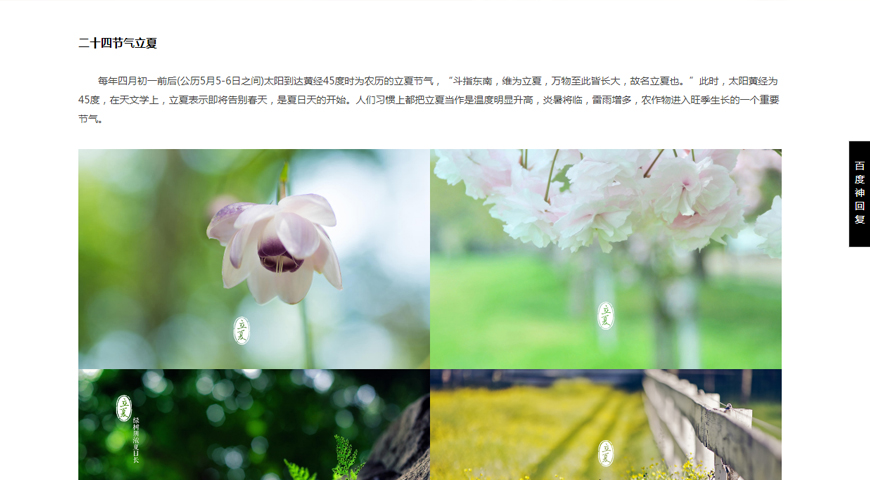 二十四节气立夏
每年四月初一前后(公历5月5-6日之间)太阳到达黄经45度时为农历的立夏节气，“斗指东南，维为立夏，万物至此皆长大，故名立夏也。”此时，太阳黄经为
45度，在天文学上，立夏表示即将告别春天，是夏日天的开始。人们习惯上都把立夏当作是温度明显升高，炎暑将临，雷雨增多，农作物进入旺季生长的一个重要
节气。
百度神回复
立夏
立夏
立夏
绿树阴浓夏日长
立夏